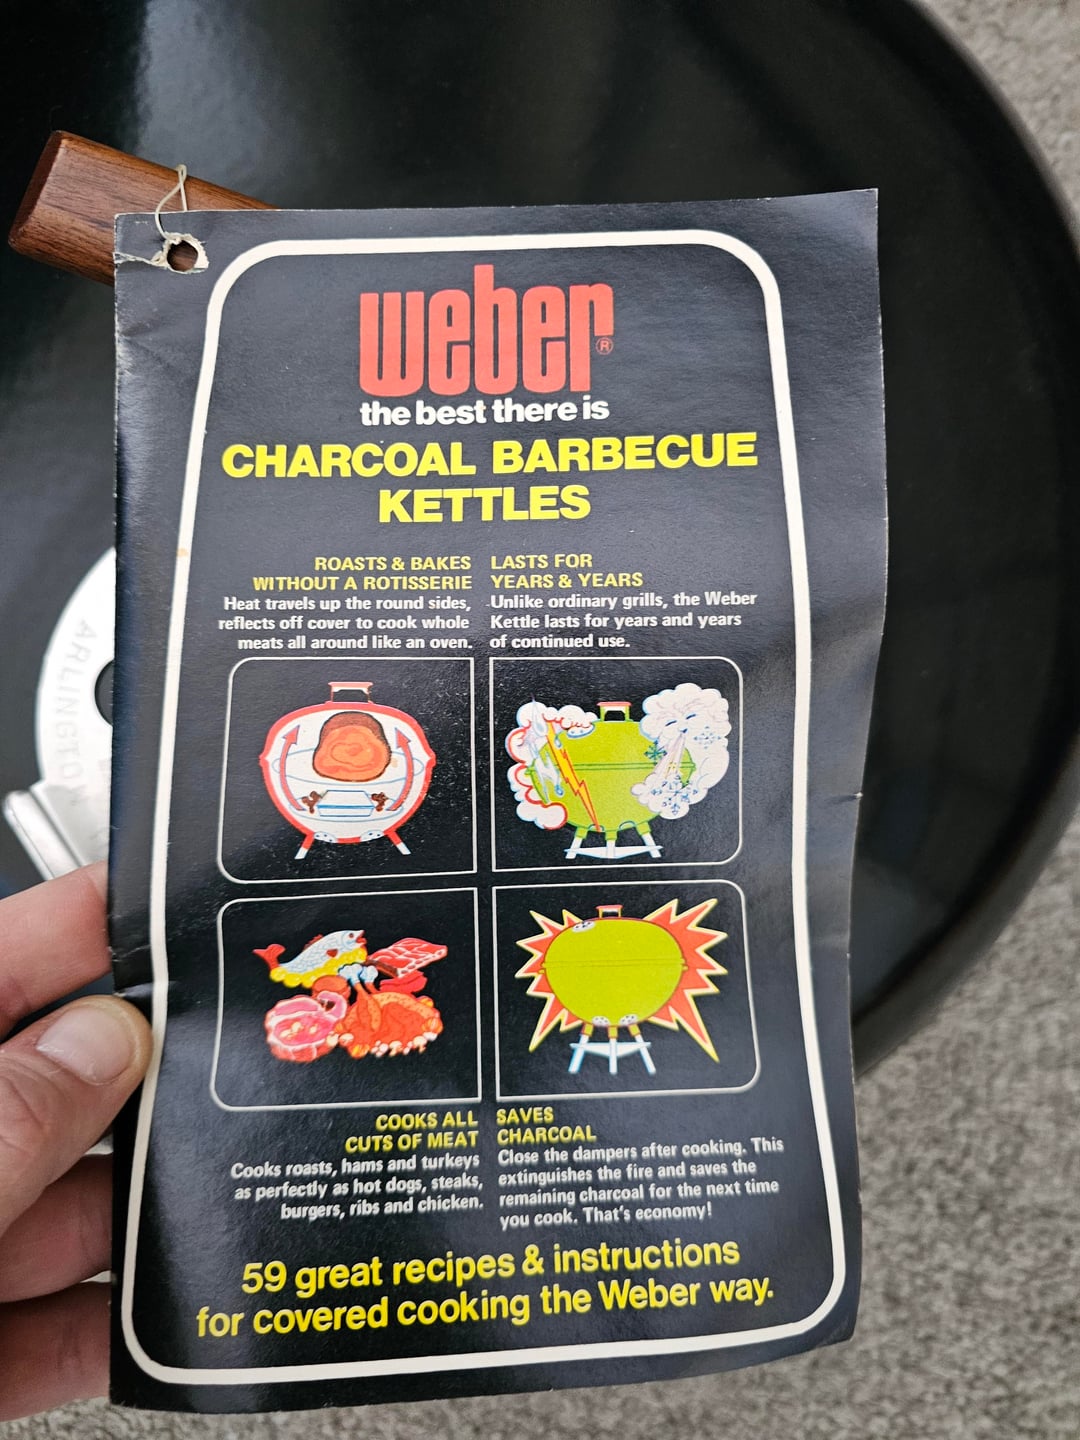 weber®
the best there is
CHARCOAL BARBECUE
KETTLES
ROASTS & BAKES
WITHOUT A ROTISSERIE
Heat travels up the round sides,
reflects off cover to cook whole
meats all around like an oven.
LASTS FOR
YEARS & YEARS
Unlike ordinary grills, the Weber
Kettle lasts for years and years
of continued use.
COOKS ALL
CUTS OF MEAT
Cooks roasts, hams and turkeys
as perfectly as hot dogs, steaks,
burgers, ribs and chicken.
SAVES
CHARCOAL
Close the dampers after cooking. This
extinguishes the fire and saves the
remaining charcoal for the next time
you cook. That's economy!
59 great recipes & instructions
for covered cooking the Weber way.
ARLINGTO